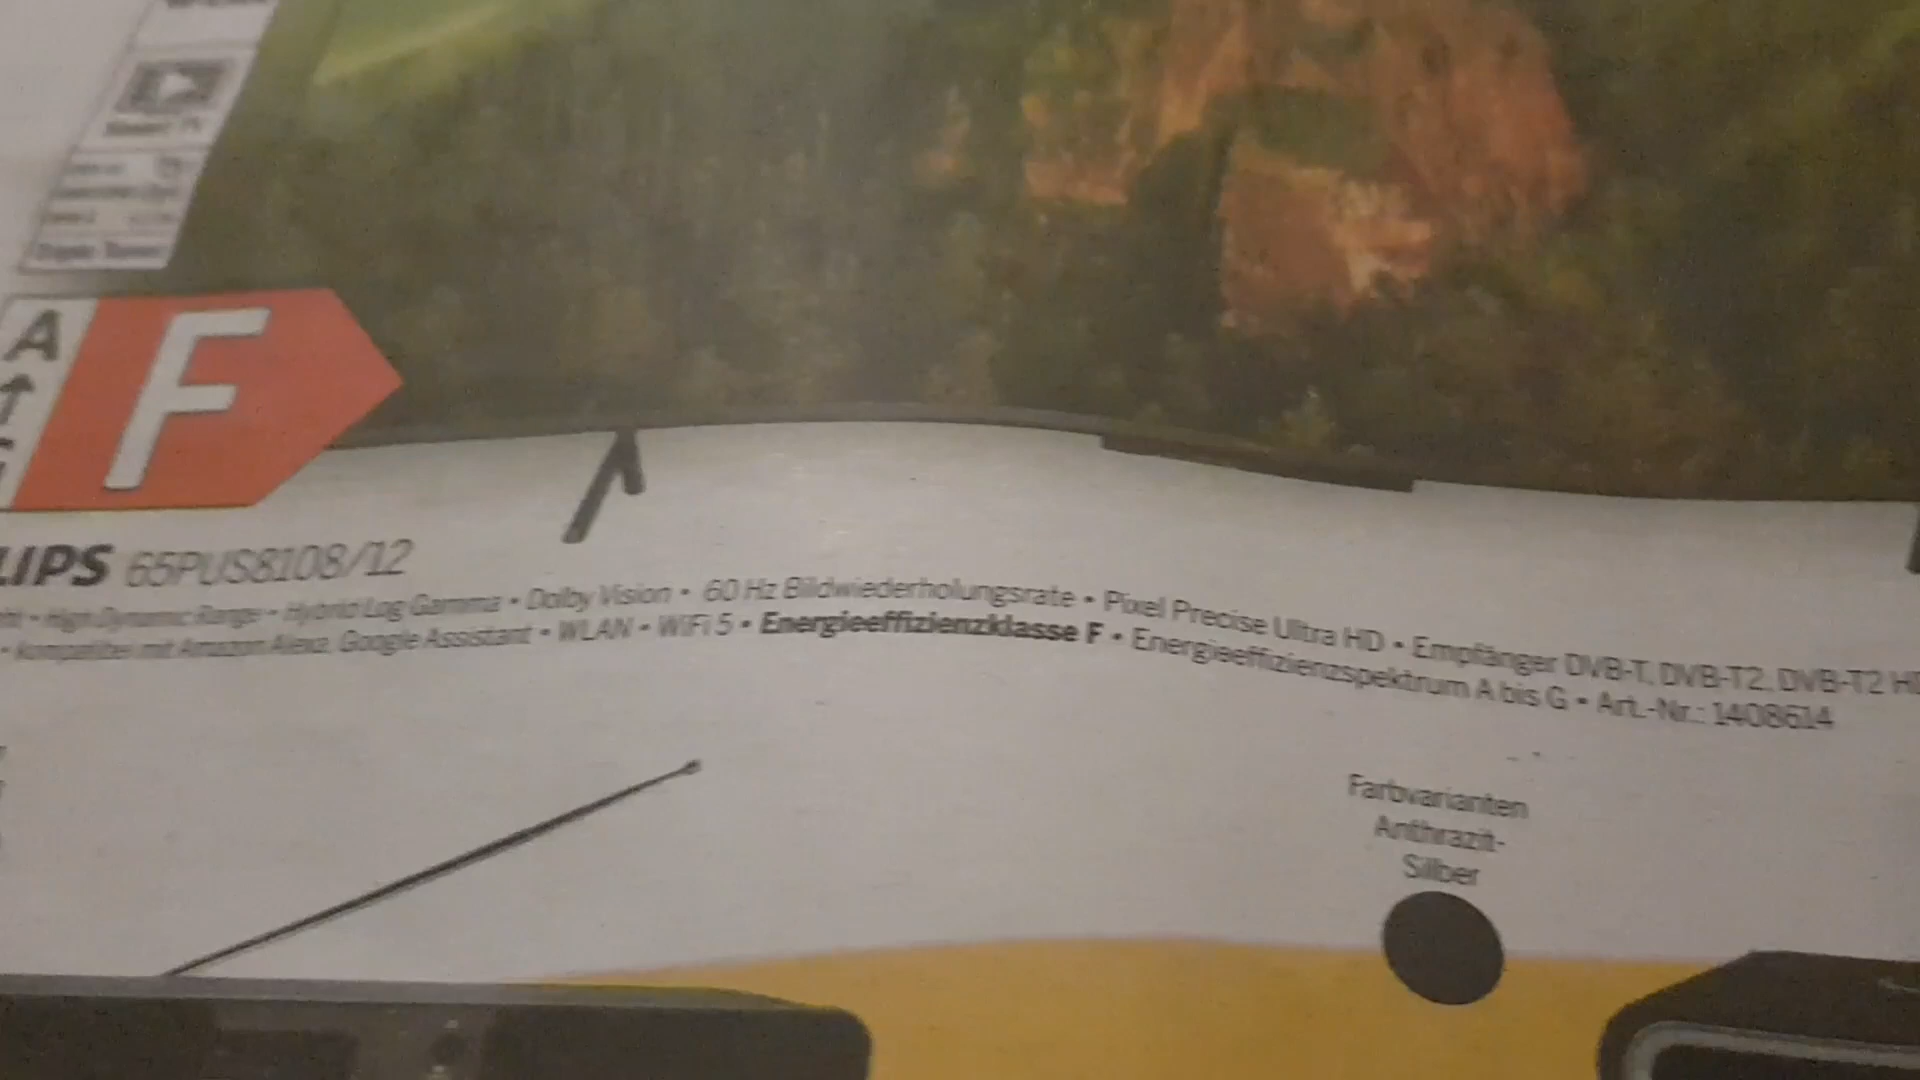 A
F
LIPS 65PUS8108/12
• High Dynamic Range • Hybrid Log Gamma • Dolby Vision • 60 Hz Bildwiederholungsrate • Pixel Precise Ultra HD • Empfänger DVB-T, DVB-T2, DVB-T2 HD
• kompatibel mit Amazon Alexa, Google Assistant • WLAN • WiFi 5 • Energieeffizienzklasse F • Energieeffizienzspektrum A bis G • Art.-Nr.: 1408614
Farbvarianten
Anthrazit-
Silber